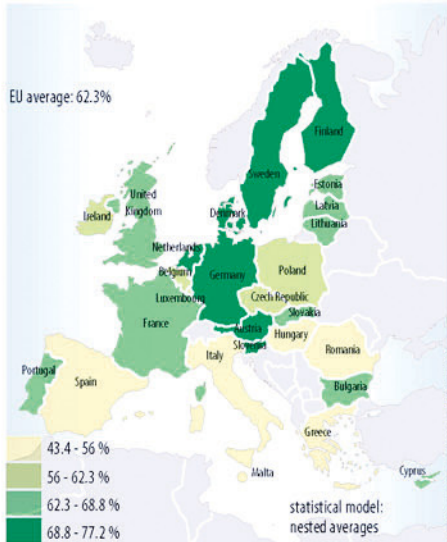 EU average: 62.3%
Finland
Sweden
Estonia
United
Kingdom
Latvia
Denmark
Lithuania
Ireland
Netherlands
Belgium
Poland
Germany
Luxembourg
Czech Republic
Slovakia
France
Austria
Hungary
Slovenia
Romania
Italy
Portugal
Spain
Bulgaria
Greece
43.4 - 56 %
56 - 62.3 %
Malta
Cyprus
62.3 - 68.8 %
statistical model:
68.8 - 77.2 %
nested averages